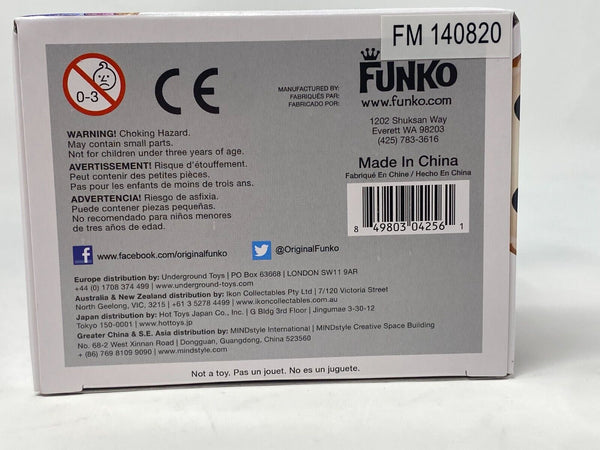 FM 140820
0-3
CE
MANUFACTURED BY:
FABRIQUÉS PAR:
FABRICADO POR:
FUNKO
www.funko.com
1202 Shuksan Way
Everett WA 98203
(425) 783-3616
Made In China
Fabriqué En Chine / Hecho En China
8 49803 04256 1
WARNING! Choking Hazard.
May contain small parts.
Not for children under three years of age.
AVERTISSEMENT! Risque d'étouffement.
Peut contenir des petites pièces.
Pas pour les enfants de moins de trois ans.
ADVERTENCIA! Riesgo de asfixia.
Puede contener piezas pequeñas.
No recomendado para niños menores
de tres años de edad.
f www.facebook.com/originalfunko
@OriginalFunko
Europe distribution by: Underground Toys | PO Box 63668 | LONDON SW11 9AR
+44 (0) 1708 374 499 | www.underground-toys.com
Australia & New Zealand distribution by: Ikon Collectables Pty Ltd | 7/120 Victoria Street
North Geelong, VIC, 3215 | +61 3 5278 4499 | www.ikoncollectables.com.au
Japan distribution by: Hot Toys Japan Co., Inc. | G Bldg 3rd Floor | Jingumae 3-30-12
Tokyo 150-0001 | www.hottoys.jp
Greater China & S.E. Asia distribution by: MINDstyle International | MINDstyle Creative Space Building
No. 68-2 West Xinnan Road | Dongguan, Guangdong, China 523560
+ (86) 769 8109 9090 | www.mindstyle.com
Not a toy. Pas un jouet. No es un juguete.